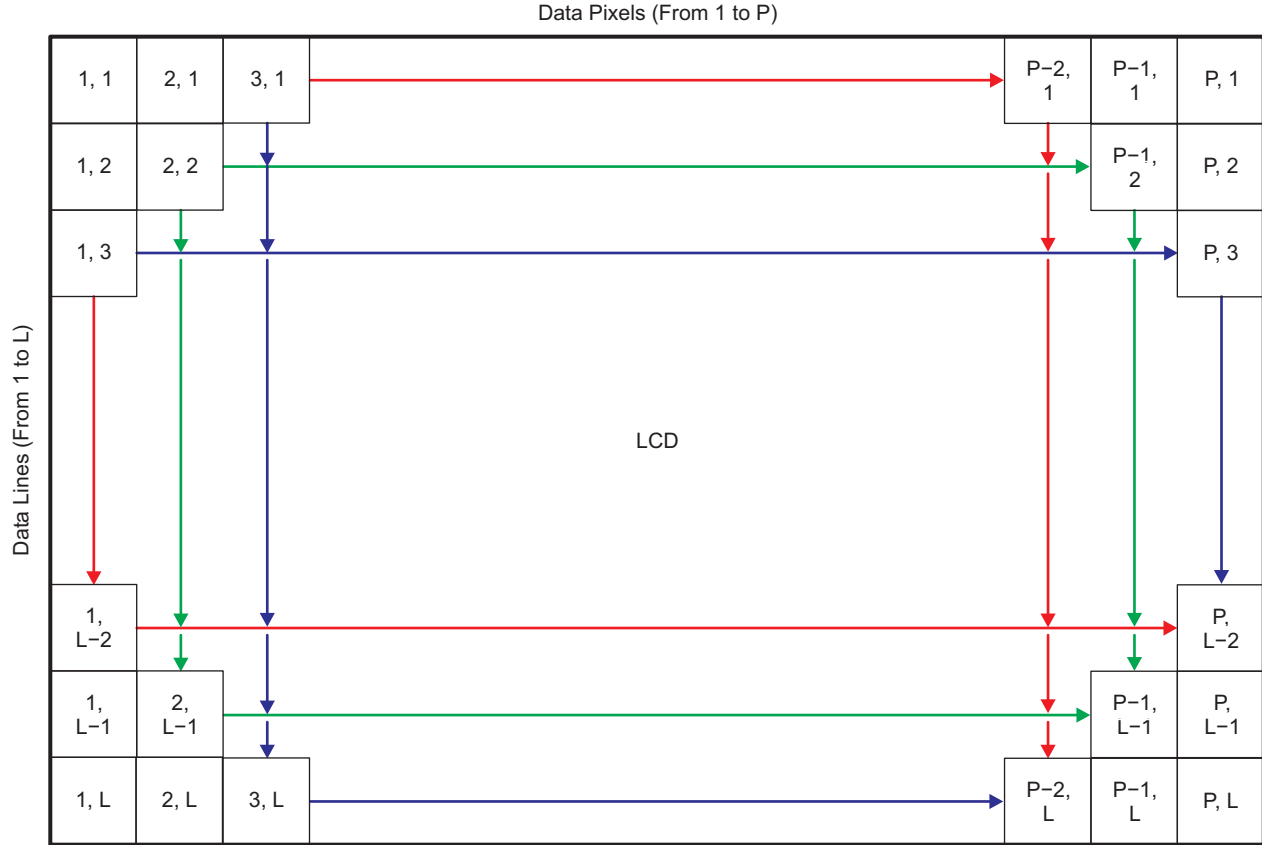 Data Pixels (From 1 to P)
1, 1
2, 1
3, 1
P−2,
1
P−1,
1
P, 1
1, 2
2, 2
P−1,
2
P, 2
1, 3
P, 3
Data Lines (From 1 to L)
LCD
1,
L−2
P,
L−2
1,
L−1
2,
L−1
P−1,
L−1
P,
L−1
1, L
2, L
3, L
P−2,
L
P−1,
L
P, L